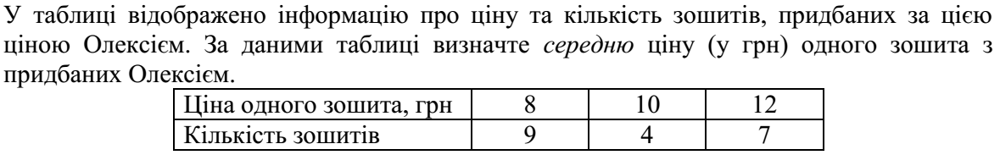 У таблиці відображено інформацію про ціну та кількість зошитів, придбаних за цією
ціною Олексієм. За даними таблиці визначте середню ціну (у грн) одного зошита з
придбаних Олексієм.
Ціна одного зошита, грн 8 10 12
Кількість зошитів 9 4 7